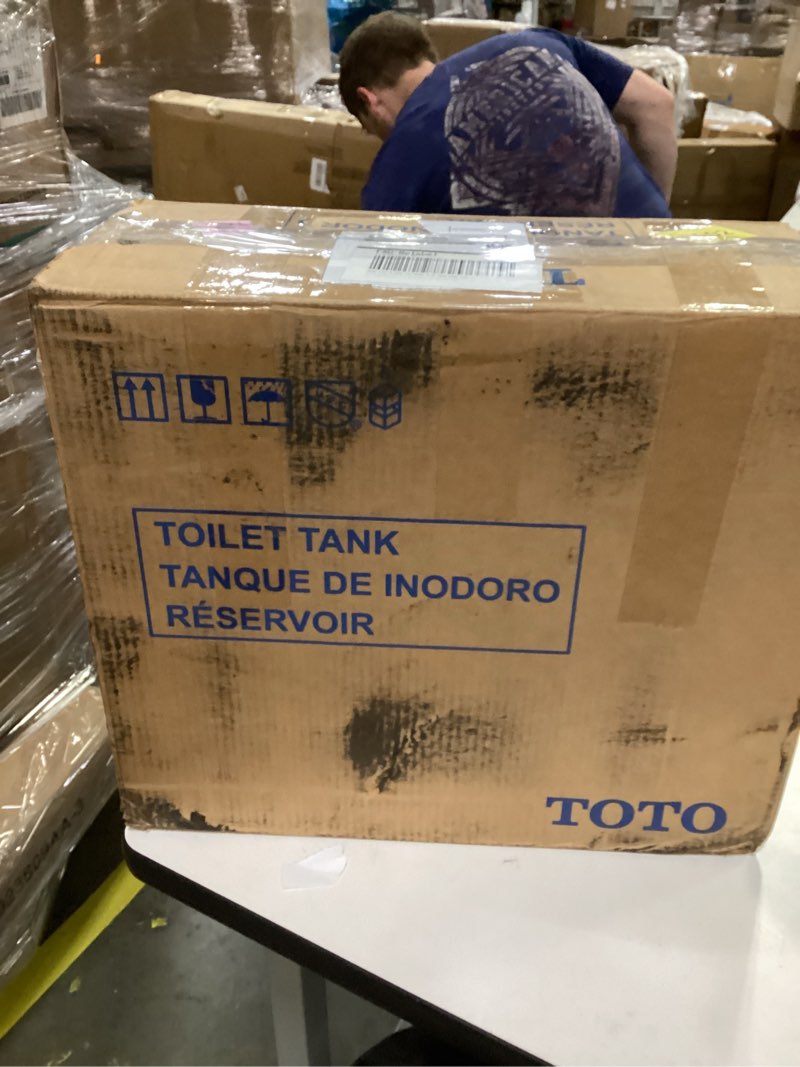 TOILET TANK
TANQUE DE INODORO
RÉSERVOIR
TOTO